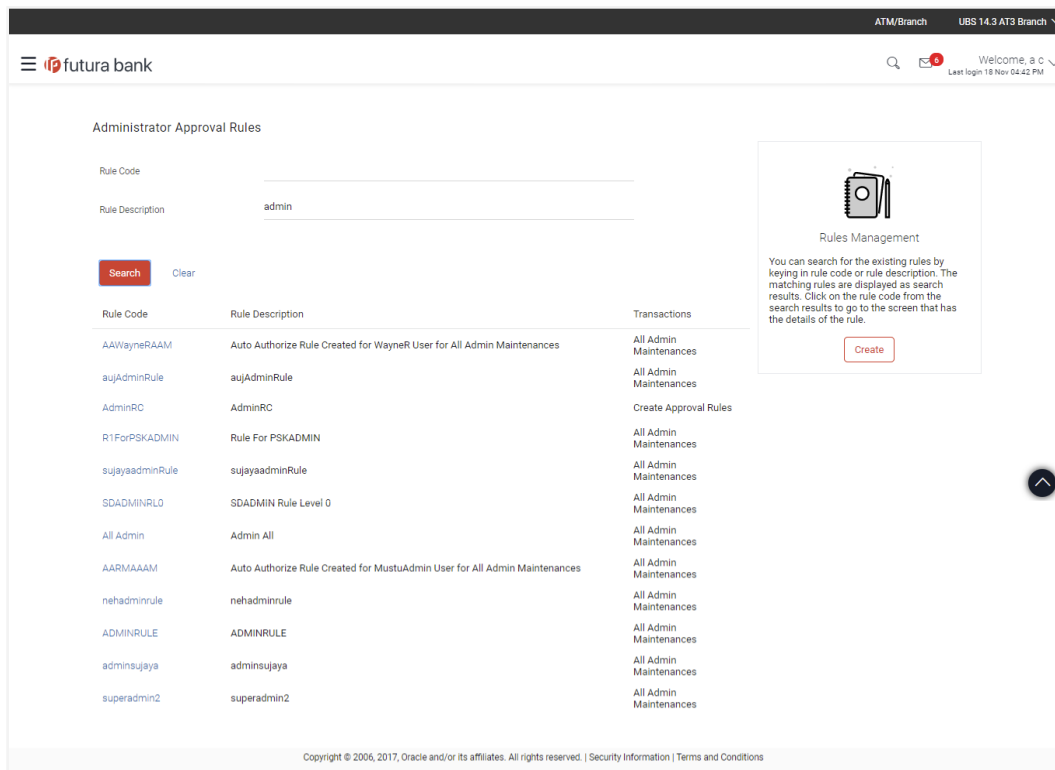 ATM/Branch UBS 14.3 AT3 Branch
futura bank
6
Welcome, a c
Last login 18 Nov 04:42 PM
Administrator Approval Rules
Rule Code
Rule Description admin
Search Clear
Rules Management
You can search for the existing rules by
keying in rule code or rule description. The
matching rules are displayed as search
results. Click on the rule code from the
search results to go to the screen that has
the details of the rule.
Create
Rule Code Rule Description Transactions
AAWayneRAAM Auto Authorize Rule Created for WayneR User for All Admin Maintenances All Admin
Maintenances
aujAdminRule aujAdminRule All Admin
Maintenances
AdminRC AdminRC Create Approval Rules
R1ForPSKADMIN Rule For PSKADMIN All Admin
Maintenances
sujayaadminRule sujayaadminRule All Admin
Maintenances
SDADMINRL0 SDADMIN Rule Level 0 All Admin
Maintenances
All Admin Admin All All Admin
Maintenances
AARMAAAM Auto Authorize Rule Created for MustuAdmin User for All Admin Maintenances All Admin
Maintenances
nehadminrule nehadminrule All Admin
Maintenances
ADMINRULE ADMINRULE All Admin
Maintenances
adminsujaya adminsujaya All Admin
Maintenances
superadmin2 superadmin2 All Admin
Maintenances
Copyright © 2006, 2017, Oracle and/or its affiliates. All rights reserved. | Security Information | Terms and Conditions